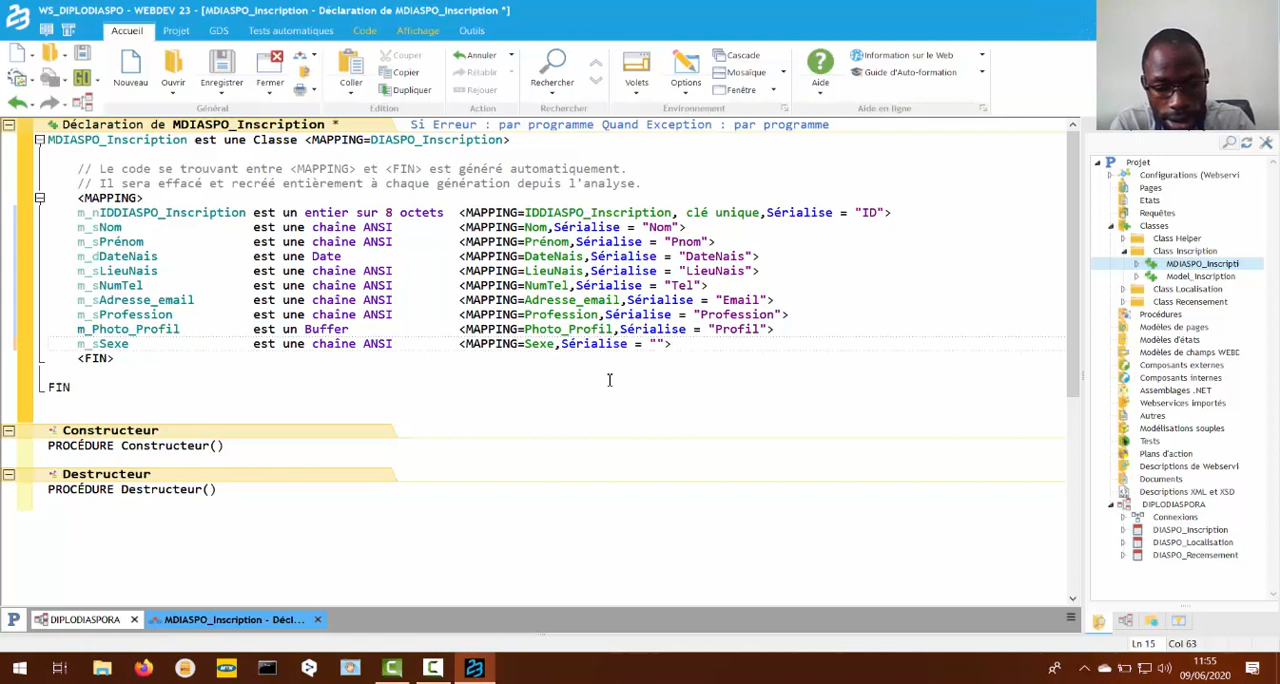 WS_DIPLODIASPO - WEBDEV 23 - [MDIASPO_Inscription - Déclaration de MDIASPO_Inscription *]
Accueil Projet GDS Tests automatiques Code Affichage Outils
GO
Nouveau Ouvrir Enregistrer Fermer
Général
Coller Couper Copier Dupliquer
Edition
Annuler Rétablir Rejouer
Action
Rechercher
Rechercher
Volets Options Cascade Mosaïque Fenêtre
Environnement
Aide Information sur le Web Guide d'Auto-formation
Aide en ligne
Déclaration de MDIASPO_Inscription * Si Erreur : par programme Quand Exception : par programme
MDIASPO_Inscription est une Classe <MAPPING=DIASPO_Inscription>
// Le code se trouvant entre <MAPPING> et <FIN> est généré automatiquement.
// Il sera effacé et recréé entièrement à chaque génération depuis l'analyse.
<MAPPING>
m_nIDDIASPO_Inscription est un entier sur 8 octets <MAPPING=IDDIASPO_Inscription, clé unique,Sérialise = "ID">
m_sNom est une chaîne ANSI <MAPPING=Nom,Sérialise = "Nom">
m_sPrénom est une chaîne ANSI <MAPPING=Prénom,Sérialise = "Pnom">
m_dDateNais est une Date <MAPPING=DateNais,Sérialise = "DateNais">
m_sLieuNais est une chaîne ANSI <MAPPING=LieuNais,Sérialise = "LieuNais">
m_sNumTel est une chaîne ANSI <MAPPING=NumTel,Sérialise = "Tel">
m_sAdresse_email est une chaîne ANSI <MAPPING=Adresse_email,Sérialise = "Email">
m_sProfession est une chaîne ANSI <MAPPING=Profession,Sérialise = "Profession">
m_Photo_Profil est un Buffer <MAPPING=Photo_Profil,Sérialise = "Profil">
m_sSexe est une chaîne ANSI <MAPPING=Sexe,Sérialise = "">
<FIN>
FIN
Constructeur
PROCÉDURE Constructeur()
Destructeur
PROCÉDURE Destructeur()
Projet
Configurations (Webservi
Pages
Etats
Requêtes
Classes
Class Helper
Class Inscription
MDIASPO_Inscripti
Model_Inscription
Class Localisation
Class Recensement
Procédures
Modèles de pages
Modèles d'états
Modèles de champs WEBD
Composants externes
Composants internes
Assemblages .NET
Webservices importés
Autres
Modélisations souples
Tests
Plans d'action
Descriptions de Webservi
Documents
Descriptions XML et XSD
DIPLODIASPORA
Connexions
DIASPO_Inscription
DIASPO_Localisation
DIASPO_Recensement
DIPLODIASPORA MDIASPO_Inscription - Décl...
Ln 15 Col 63
11:55
09/06/2020